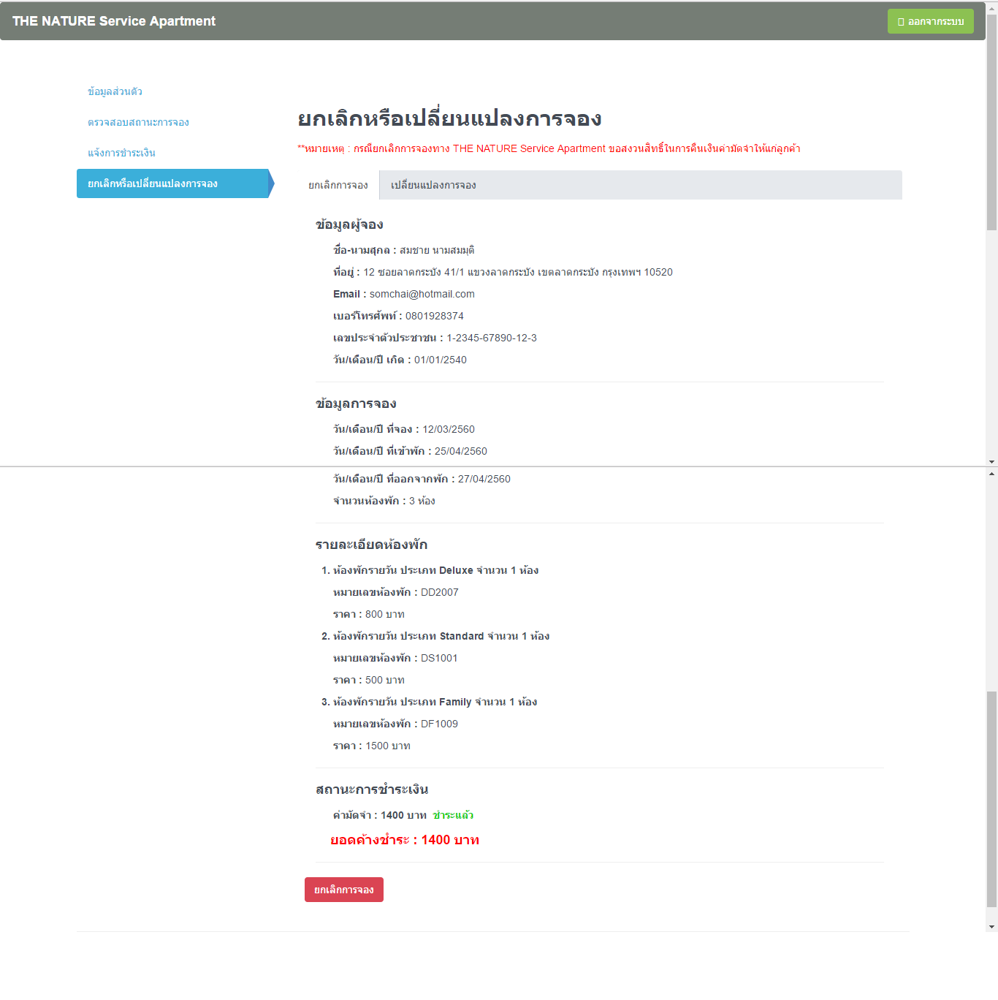 THE NATURE Service Apartment
ออกจากระบบ
ข้อมูลส่วนตัว
ตรวจสอบสถานะการจอง
แจ้งการชำระเงิน
ยกเลิกหรือเปลี่ยนแปลงการจอง
ยกเลิกหรือเปลี่ยนแปลงการจอง
**หมายเหตุ : กรณียกเลิกการจองทาง THE NATURE Service Apartment ขอสงวนสิทธิ์ในการคืนเงินค่ามัดจำให้แก่ลูกค้า
ยกเลิกการจอง
เปลี่ยนแปลงการจอง
ข้อมูลผู้จอง
ชื่อ-นามสุกล : สมชาย นามสมมุติ
ที่อยู่ : 12 ซอยลาดกระบัง 41/1 แขวงลาดกระบัง เขตลาดกระบัง กรุงเทพฯ 10520
Email : somchai@hotmail.com
เบอร์โทรศัพท์ : 0801928374
เลขประจำตัวประชาชน : 1-2345-67890-12-3
วัน/เดือน/ปี เกิด : 01/01/2540
ข้อมูลการจอง
วัน/เดือน/ปี ที่จอง : 12/03/2560
วัน/เดือน/ปี ที่เข้าพัก : 25/04/2560
วัน/เดือน/ปี ที่ออกจากพัก : 27/04/2560
จำนวนห้องพัก : 3 ห้อง
รายละเอียดห้องพัก
1. ห้องพักรายวัน ประเภท Deluxe จำนวน 1 ห้อง
หมายเลขห้องพัก : DD2007
ราคา : 800 บาท
2. ห้องพักรายวัน ประเภท Standard จำนวน 1 ห้อง
หมายเลขห้องพัก : DS1001
ราคา : 500 บาท
3. ห้องพักรายวัน ประเภท Family จำนวน 1 ห้อง
หมายเลขห้องพัก : DF1009
ราคา : 1500 บาท
สถานะการชำระเงิน
ค่ามัดจำ : 1400 บาท ชำระแล้ว
ยอดค้างชำระ : 1400 บาท
ยกเลิกการจอง